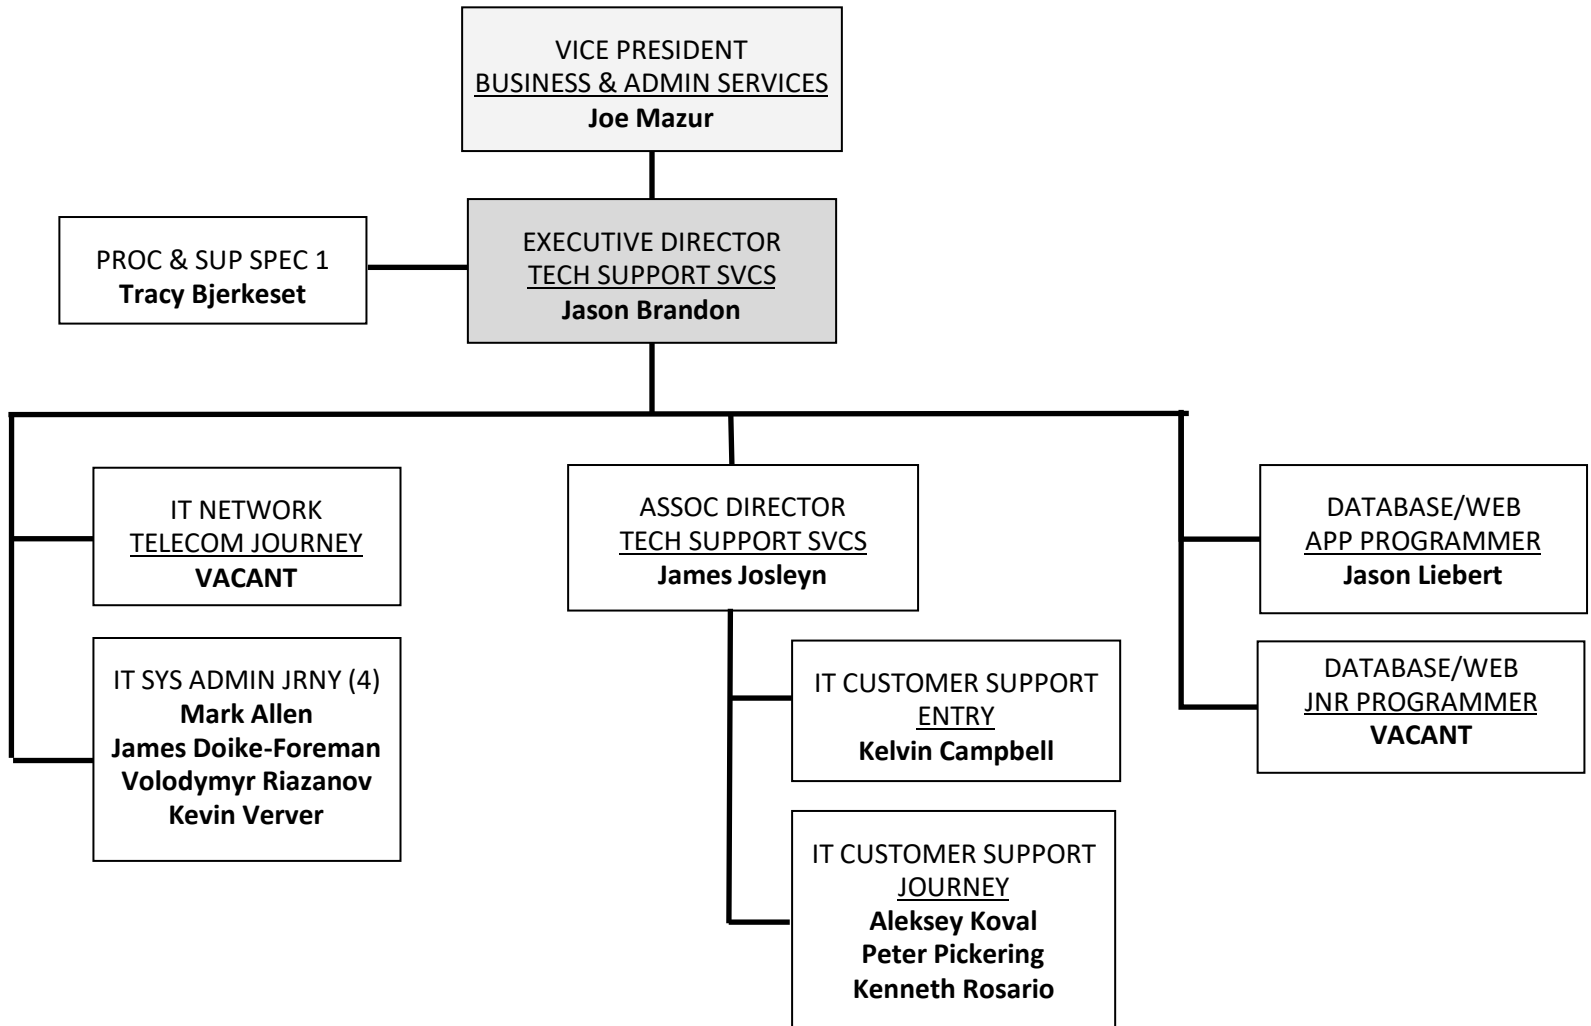 VICE PRESIDENT
BUSINESS & ADMIN SERVICES
Joe Mazur
PROC & SUP SPEC 1
Tracy Bjerkeset
EXECUTIVE DIRECTOR
TECH SUPPORT SVCS
Jason Brandon
IT NETWORK
TELECOM JOURNEY
VACANT
IT SYS ADMIN JRNY (4)
Mark Allen
James Doike-Foreman
Volodymyr Riazanov
Kevin Verver
ASSOC DIRECTOR
TECH SUPPORT SVCS
James Josleyn
IT CUSTOMER SUPPORT
ENTRY
Kelvin Campbell
IT CUSTOMER SUPPORT
JOURNEY
Aleksey Koval
Peter Pickering
Kenneth Rosario
DATABASE/WEB
APP PROGRAMMER
Jason Liebert
DATABASE/WEB
JNR PROGRAMMER
VACANT